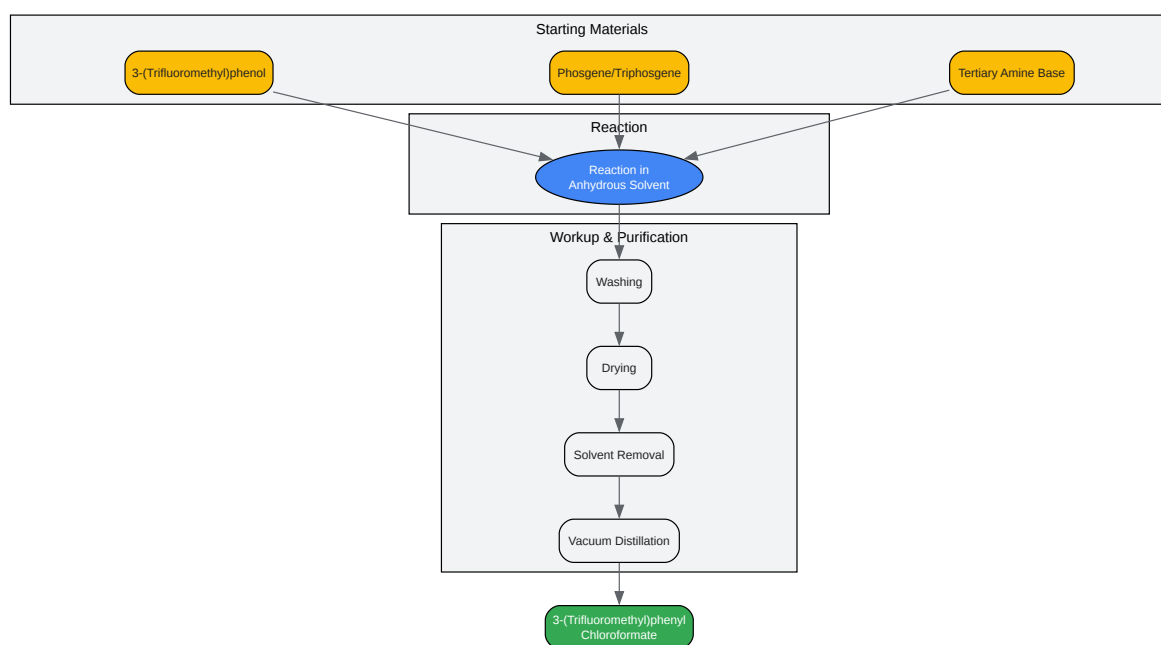 Starting Materials
3-(Trifluoromethyl)phenol
Phosgene/Triphosgene
Tertiary Amine Base
Reaction
Reaction in
Anhydrous Solvent
Workup & Purification
Washing
Drying
Solvent Removal
Vacuum Distillation
3-(Trifluoromethyl)phenyl
Chloroformate